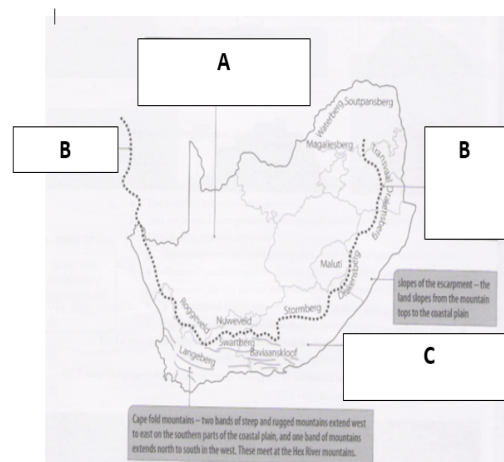 A
B
B
Waterberg
Soutpansberg
Magaliesberg
Transvaal Drakensberg
Maluti
Drakensberg
slopes of the escarpment – the
land slopes from the mountain
tops to the coastal plain
Stormberg
Roggeveld
Nuweveld
Swartberg
Langeberg
Baviaanskloof
C
Cape fold mountains – two bands of steep and rugged mountains extend west
to east on the southern parts of the coastal plain, and one band of mountains
extends north to south in the west. These meet at the Hex River mountains.